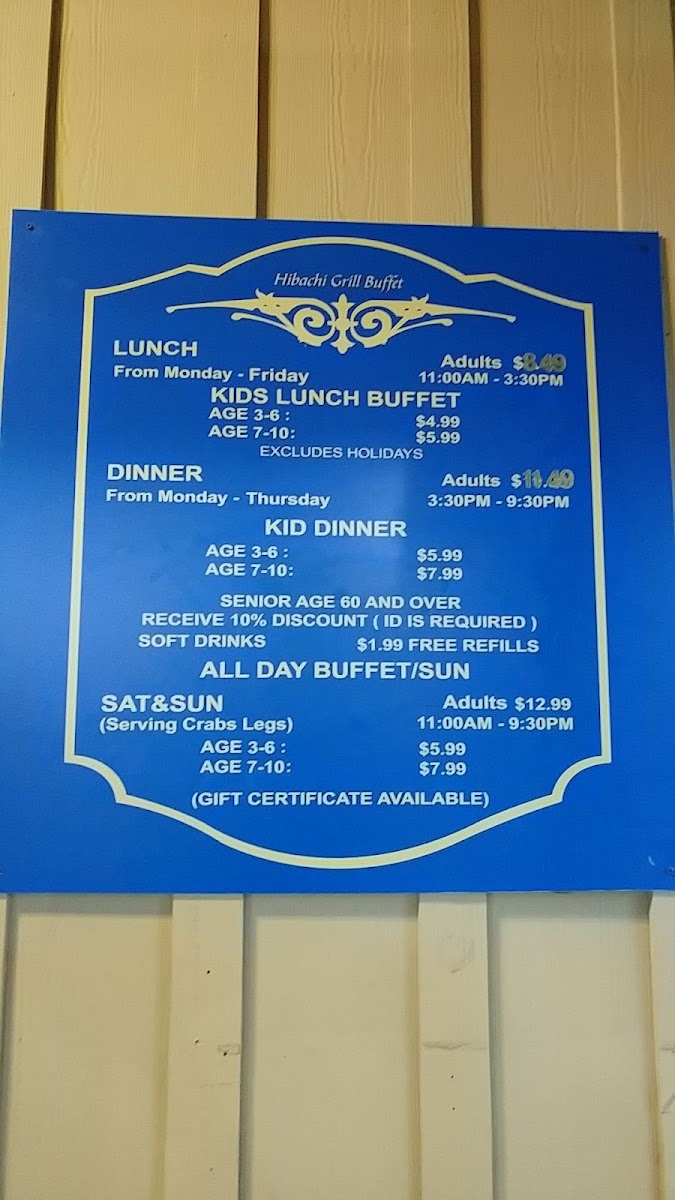 Hibachi Grill Buffet
LUNCH Adults $8.49
From Monday - Friday 11:00AM - 3:30PM
KIDS LUNCH BUFFET
AGE 3-6 : $4.99
AGE 7-10: $5.99
EXCLUDES HOLIDAYS
DINNER Adults $11.49
From Monday - Thursday 3:30PM - 9:30PM
KID DINNER
AGE 3-6 : $5.99
AGE 7-10: $7.99
SENIOR AGE 60 AND OVER
RECEIVE 10% DISCOUNT ( ID IS REQUIRED )
SOFT DRINKS $1.99 FREE REFILLS
ALL DAY BUFFET/SUN
SAT&SUN Adults $12.99
(Serving Crabs Legs) 11:00AM - 9:30PM
AGE 3-6 : $5.99
AGE 7-10: $7.99
(GIFT CERTIFICATE AVAILABLE)